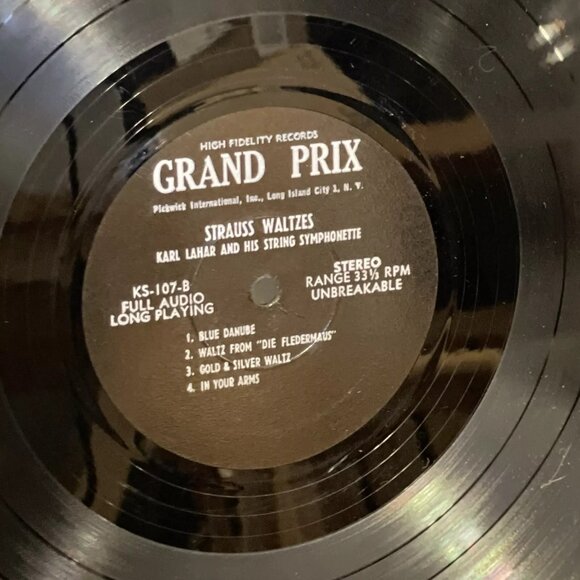 HIGH FIDELITY RECORDS
GRAND PRIX
Pickwick International, Inc., Long Island City 1, N. Y.
STRAUSS WALTZES
KARL LAHAR AND HIS STRING SYMPHONETTE
KS-107-B
FULL AUDIO
LONG PLAYING
STEREO
RANGE 33⅓ RPM
UNBREAKABLE
1. BLUE DANUBE
2. WALTZ FROM "DIE FLEDERMAUS"
3. GOLD & SILVER WALTZ
4. IN YOUR ARMS